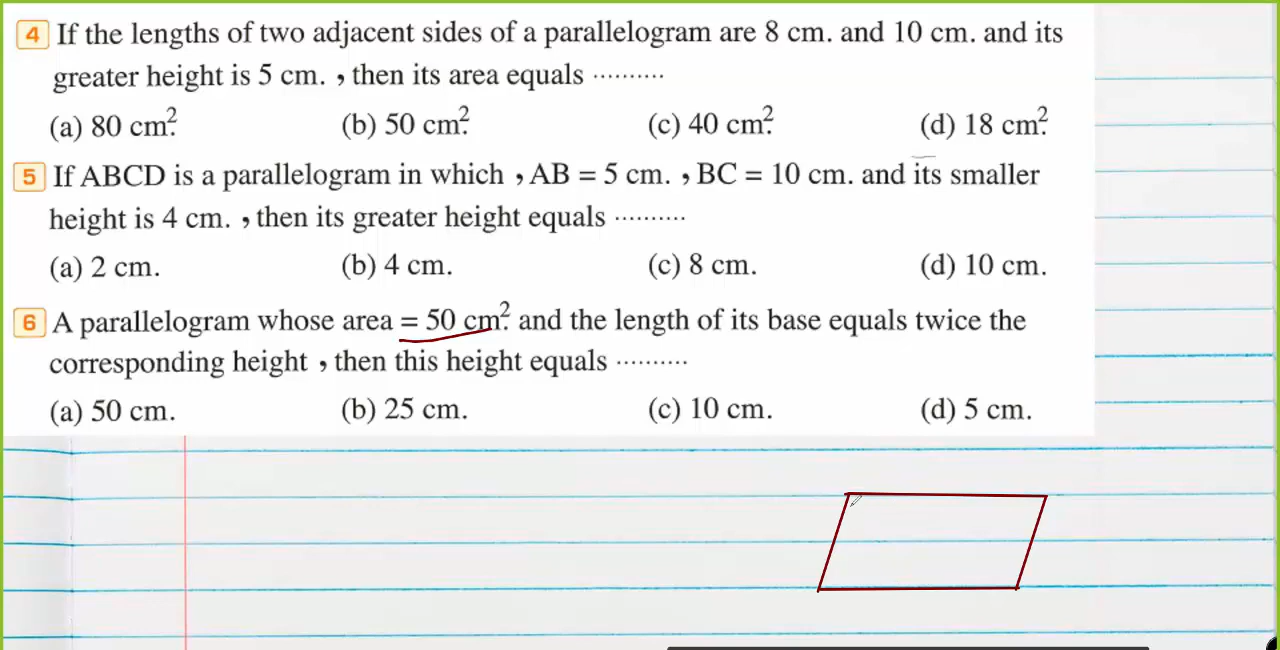 4 If the lengths of two adjacent sides of a parallelogram are 8 cm. and 10 cm. and its
greater height is 5 cm. , then its area equals ··········
(a) 80 cm².
(b) 50 cm².
(c) 40 cm².
(d) 18 cm².
5 If ABCD is a parallelogram in which , AB = 5 cm. , BC = 10 cm. and its smaller
height is 4 cm. , then its greater height equals ··········
(a) 2 cm.
(b) 4 cm.
(c) 8 cm.
(d) 10 cm.
6 A parallelogram whose area = 50 cm². and the length of its base equals twice the
corresponding height , then this height equals ··········
(a) 50 cm.
(b) 25 cm.
(c) 10 cm.
(d) 5 cm.